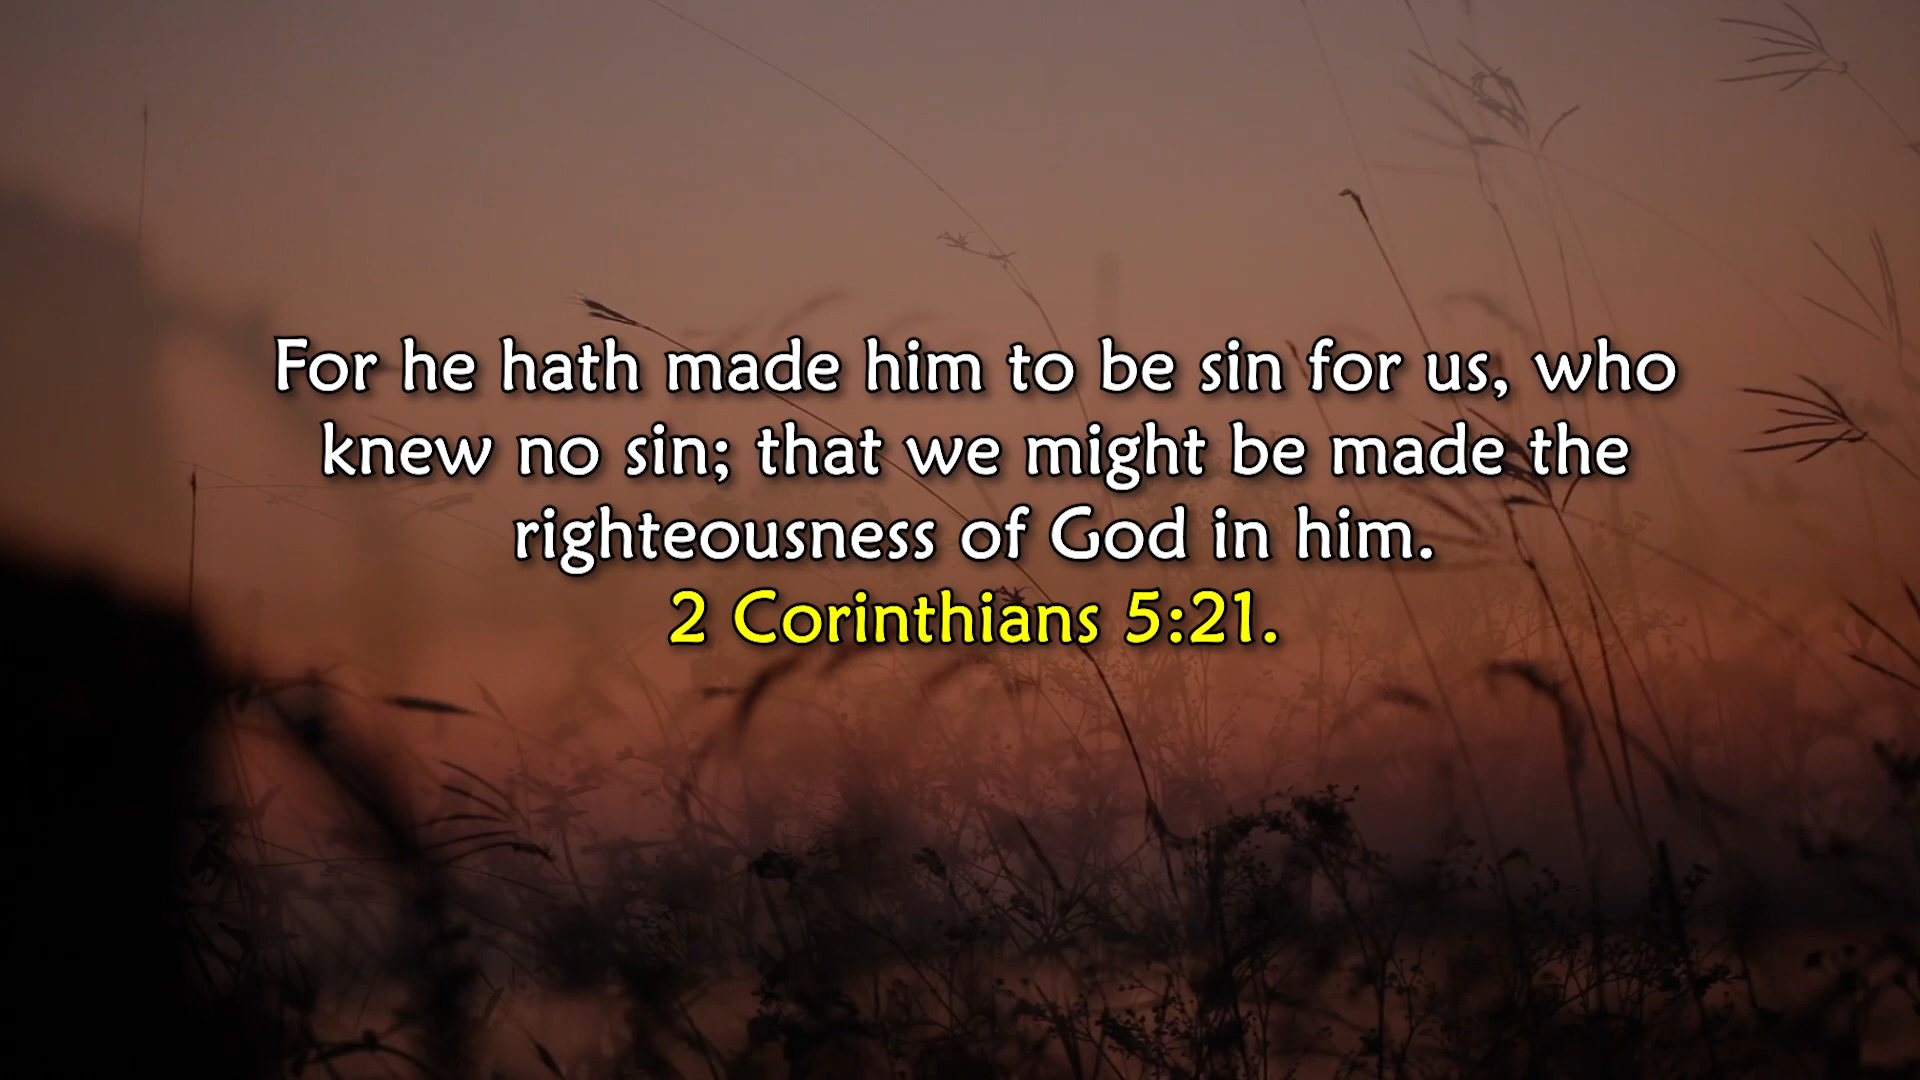 For he hath made him to be sin for us, who
knew no sin; that we might be made the
righteousness of God in him.
2 Corinthians 5:21.